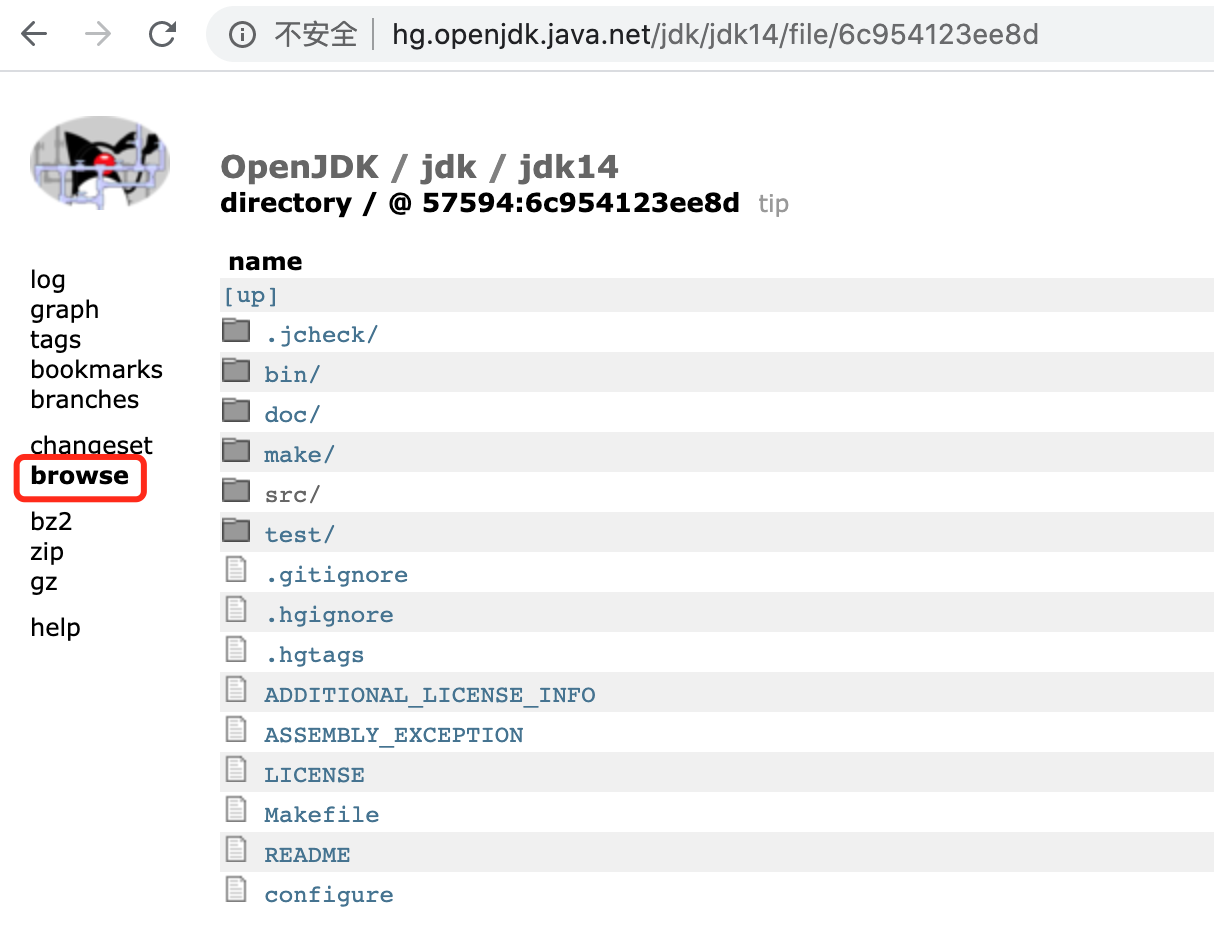 不安全 hg.openjdk.java.net/jdk/jdk14/file/6c954123ee8d
OpenJDK / jdk / jdk14
directory / @ 57594:6c954123ee8d tip
log
graph
tags
bookmarks
branches
changeset
browse
bz2
zip
gz
help
name
[up]
.jcheck/
bin/
doc/
make/
src/
test/
.gitignore
.hgignore
.hgtags
ADDITIONAL_LICENSE_INFO
ASSEMBLY_EXCEPTION
LICENSE
Makefile
README
configure